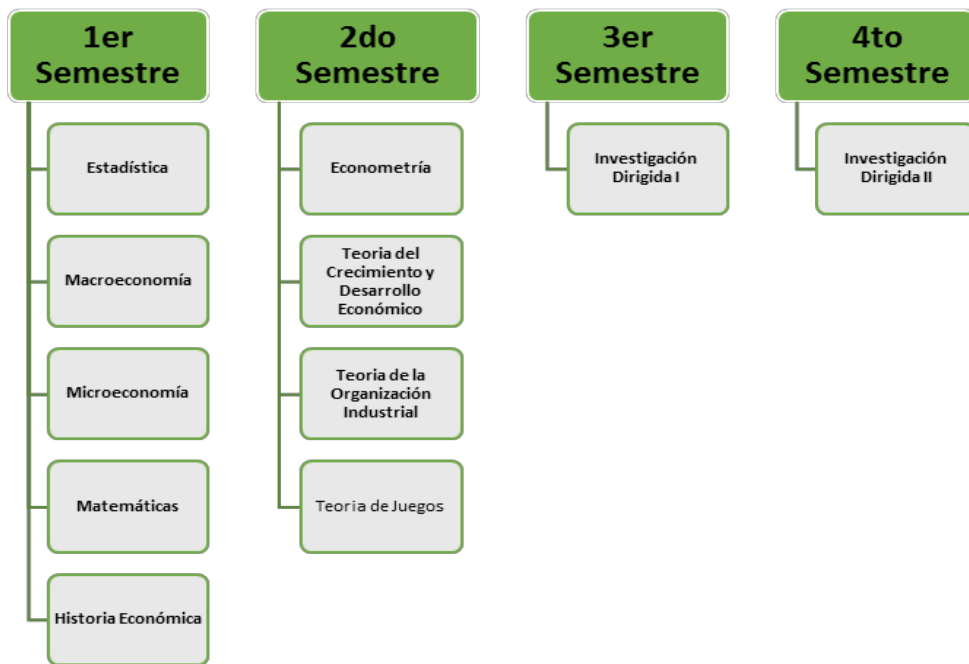 1er
Semestre
Estadística
Macroeconomía
Microeconomía
Matemáticas
Historia Económica
2do
Semestre
Econometría
Teoria del
Crecimiento y
Desarrollo
Económico
Teoria de la
Organización
Industrial
Teoria de Juegos
3er
Semestre
Investigación
Dirigida I
4to
Semestre
Investigación
Dirigida II